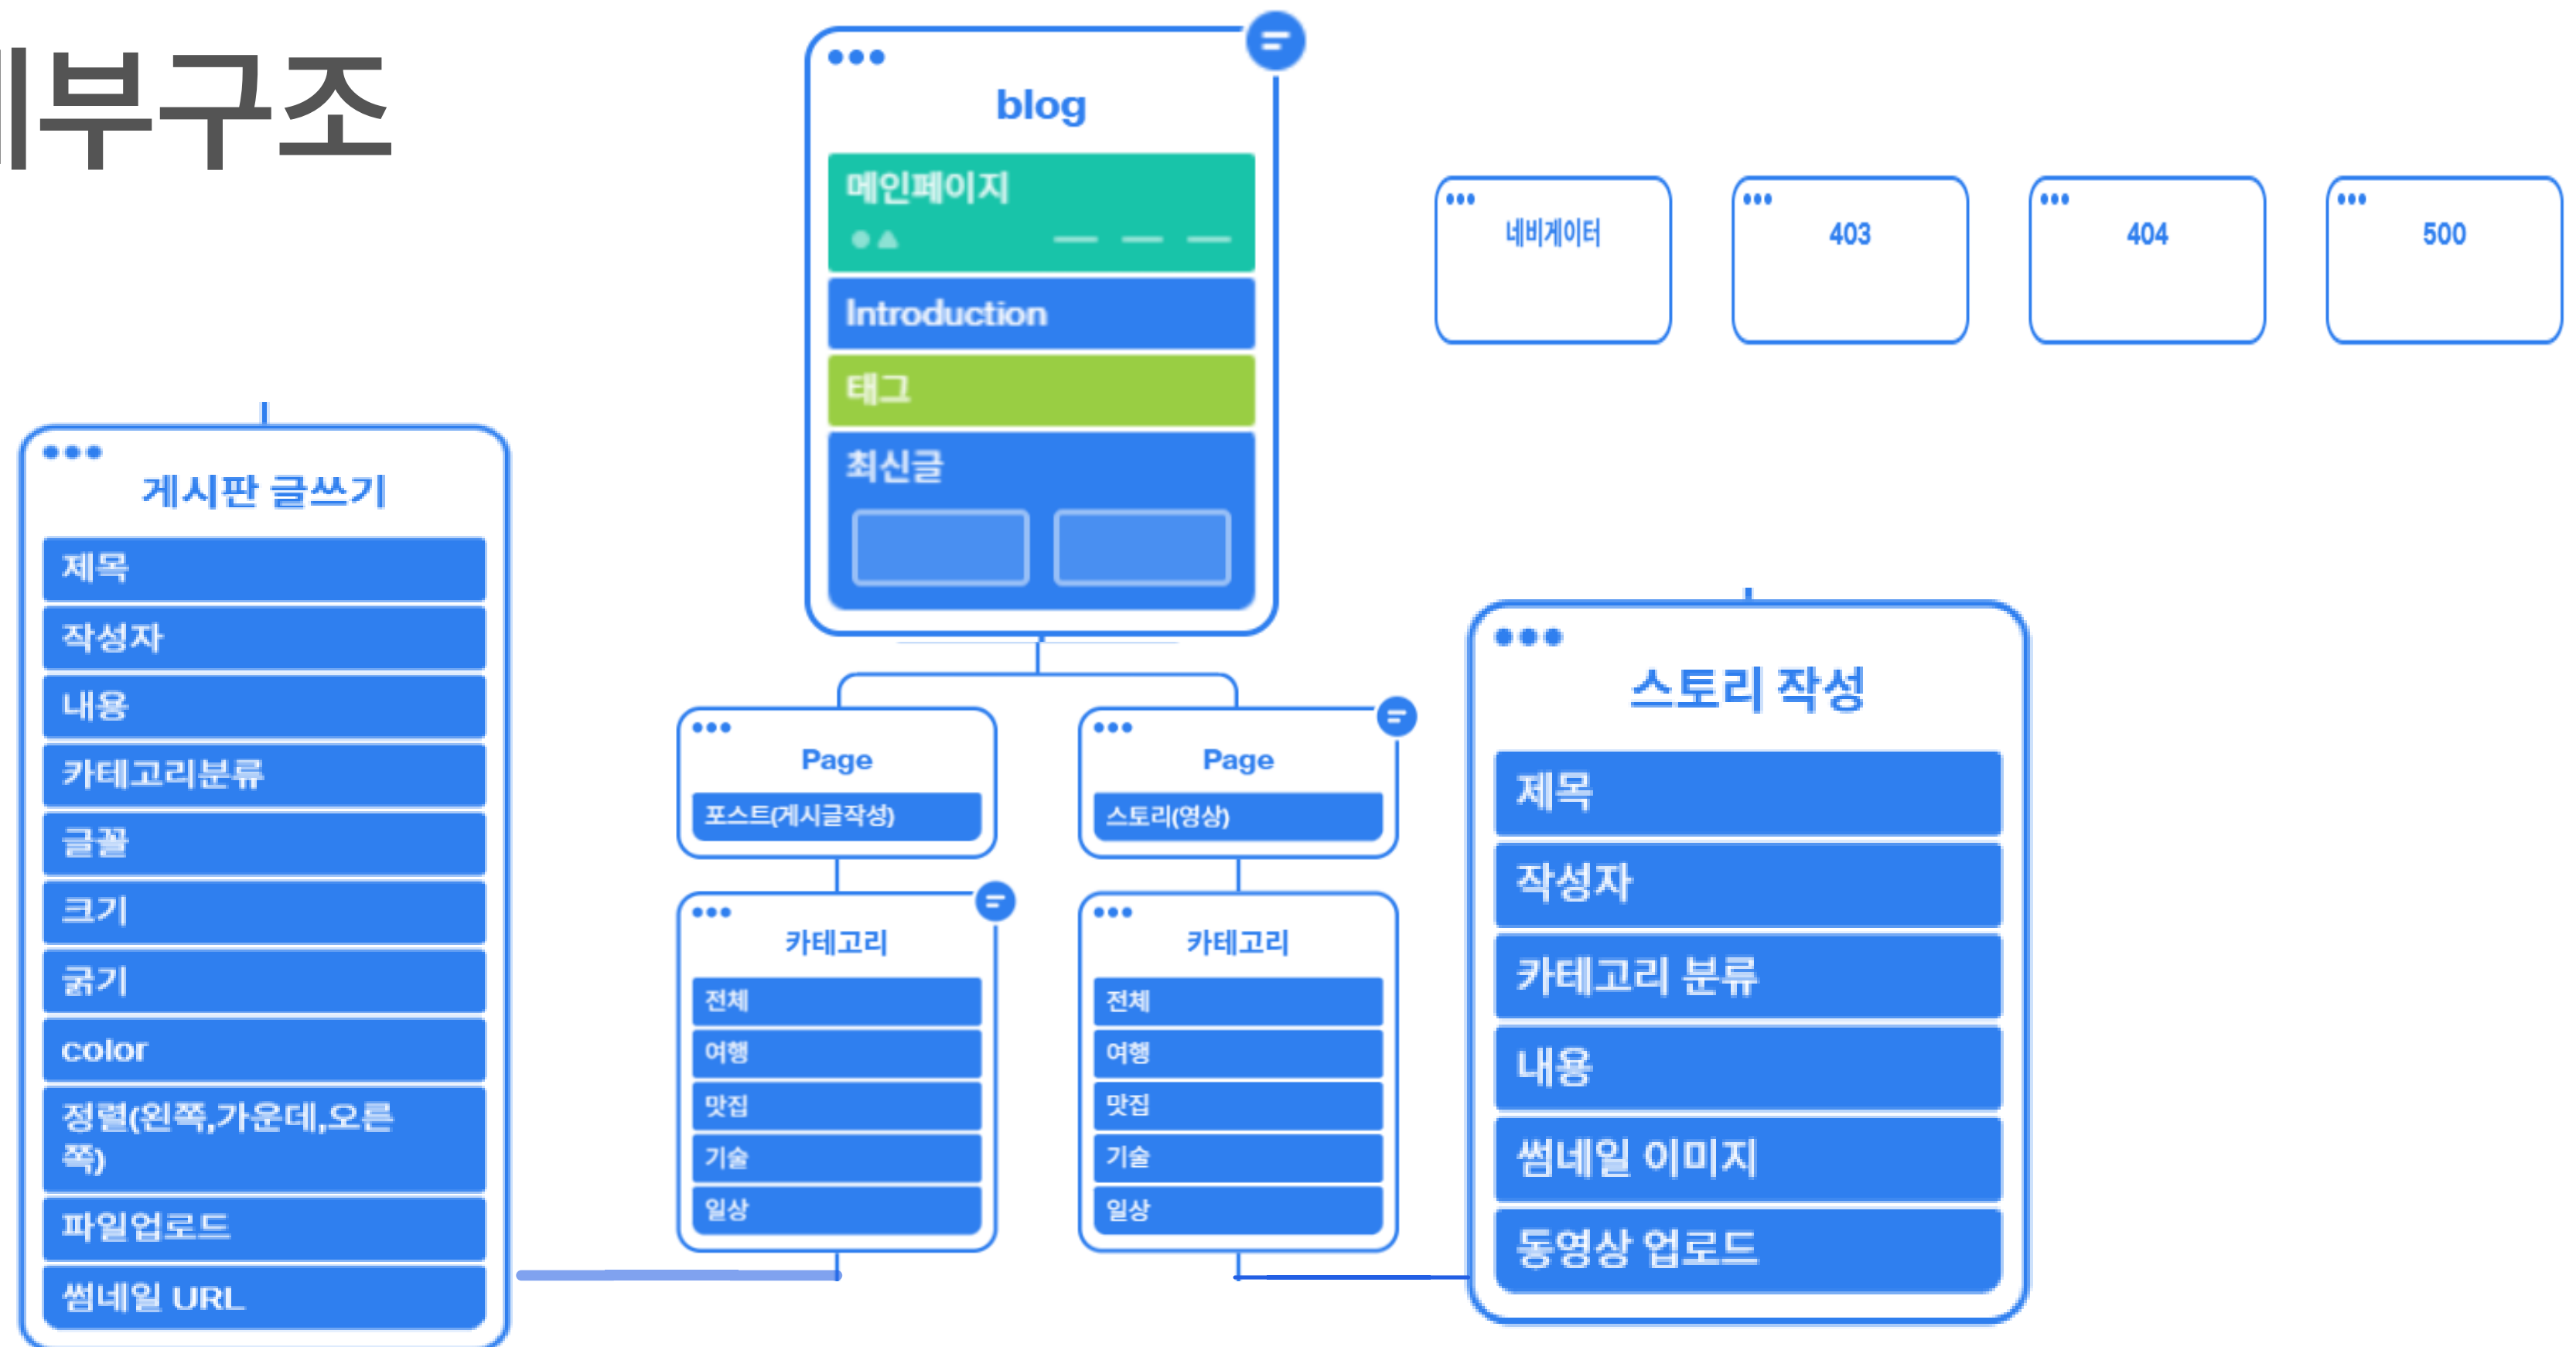 부구조
blog
메인페이지
Introduction
태그
최신글
네비게이터
403
404
500
게시판 글쓰기
제목
작성자
내용
카테고리분류
글꼴
크기
굵기
color
정렬(왼쪽,가운데,오른
쪽)
파일업로드
썸네일 URL
Page
포스트(게시글작성)
카테고리
전체
여행
맛집
기술
일상
Page
스토리(영상)
카테고리
전체
여행
맛집
기술
일상
스토리 작성
제목
작성자
카테고리 분류
내용
썸네일 이미지
동영상 업로드